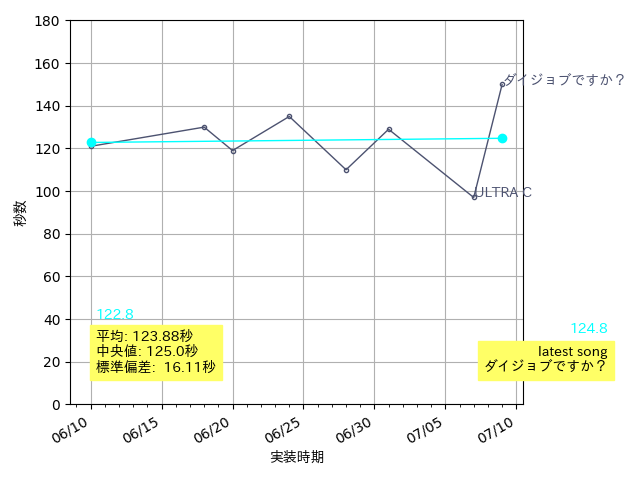 180
160
140
120
100
80
60
40
20
0
秒数
ダイジョブですか？
ULTRA C
122.8
平均: 123.88秒
中央値: 125.0秒
標準偏差: 16.11秒
124.8
latest song
ダイジョブですか？
06/10
06/15
06/20
06/25
06/30
07/05
07/10
実装時期